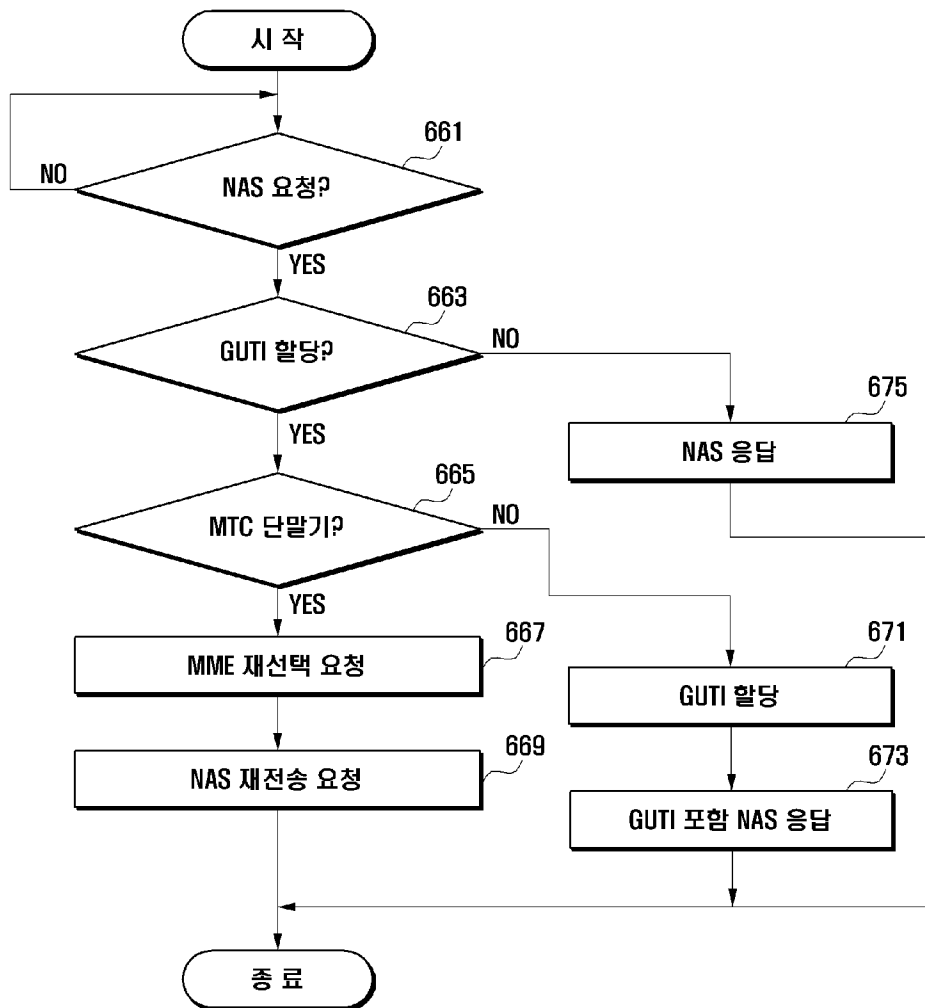 시 작
661
NO
NAS 요청?
YES
663
NO
GUTI 할당?
675
YES
NAS 응답
665
NO
MTC 단말기?
YES
667
671
MME 재선택 요청
GUTI 할당
669
673
NAS 재전송 요청
GUTI 포함 NAS 응답
종 료